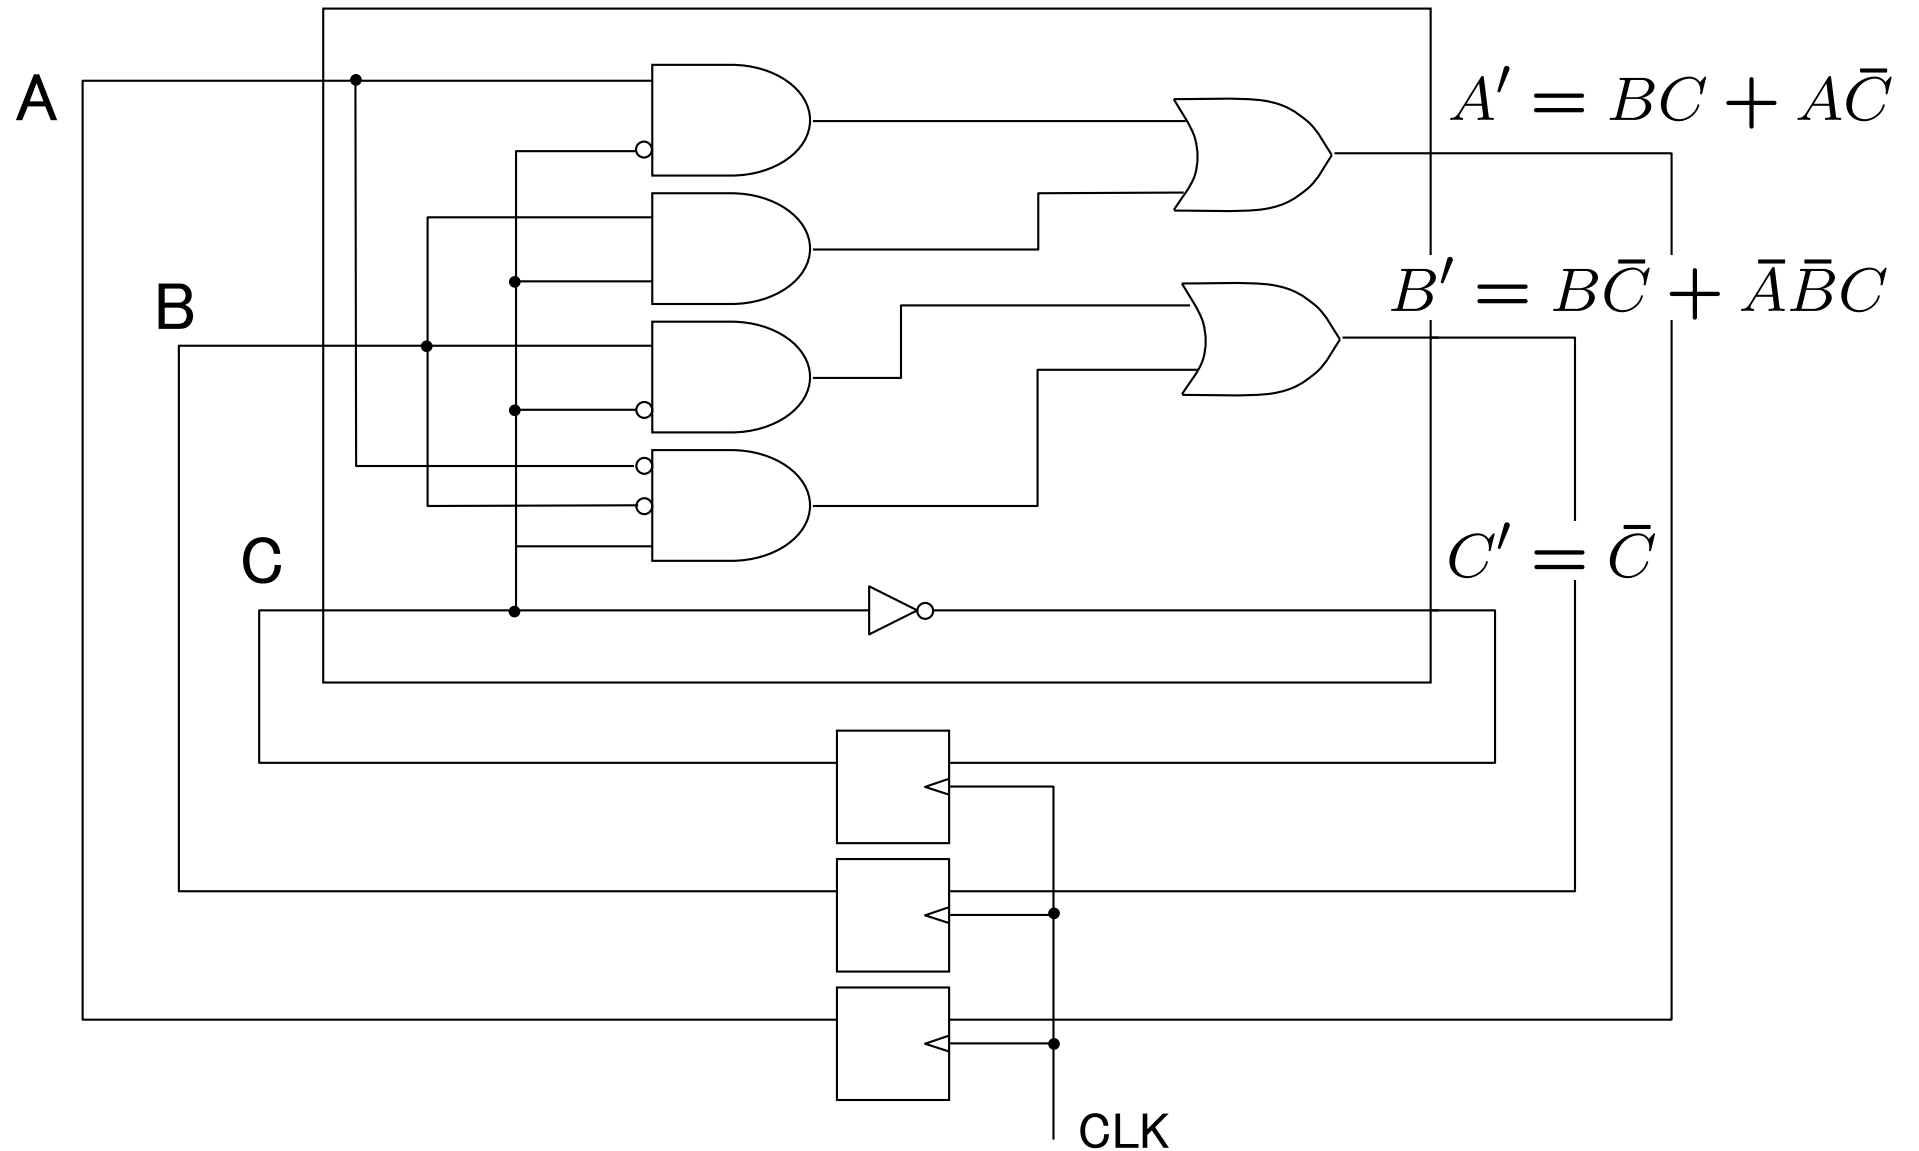 A
A′ = BC + AC̄
B
B′ = BC̄ + ĀB̄C
C
C′ = C̄
CLK